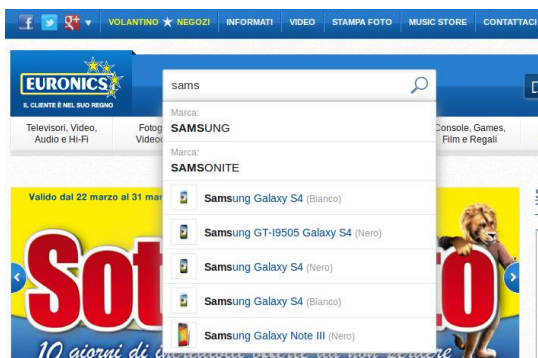 VOLANTINO ★ NEGOZI INFORMATI VIDEO STAMPA FOTO MUSIC STORE CONTATTACI
EURONICS
IL CLIENTE È NEL SUO REGNO
sams
Televisori, Video,
Audio e Hi-Fi
Console, Games,
Film e Regali
Marca:
SAMSUNG
Marca:
SAMSONITE
Samsung Galaxy S4 (Bianco)
Samsung GT-I9505 Galaxy S4 (Nero)
Samsung Galaxy S4 (Nero)
Samsung Galaxy S4 (Bianco)
Samsung Galaxy Note III (Nero)
Valido dal 22 marzo al 31
10 giorni di